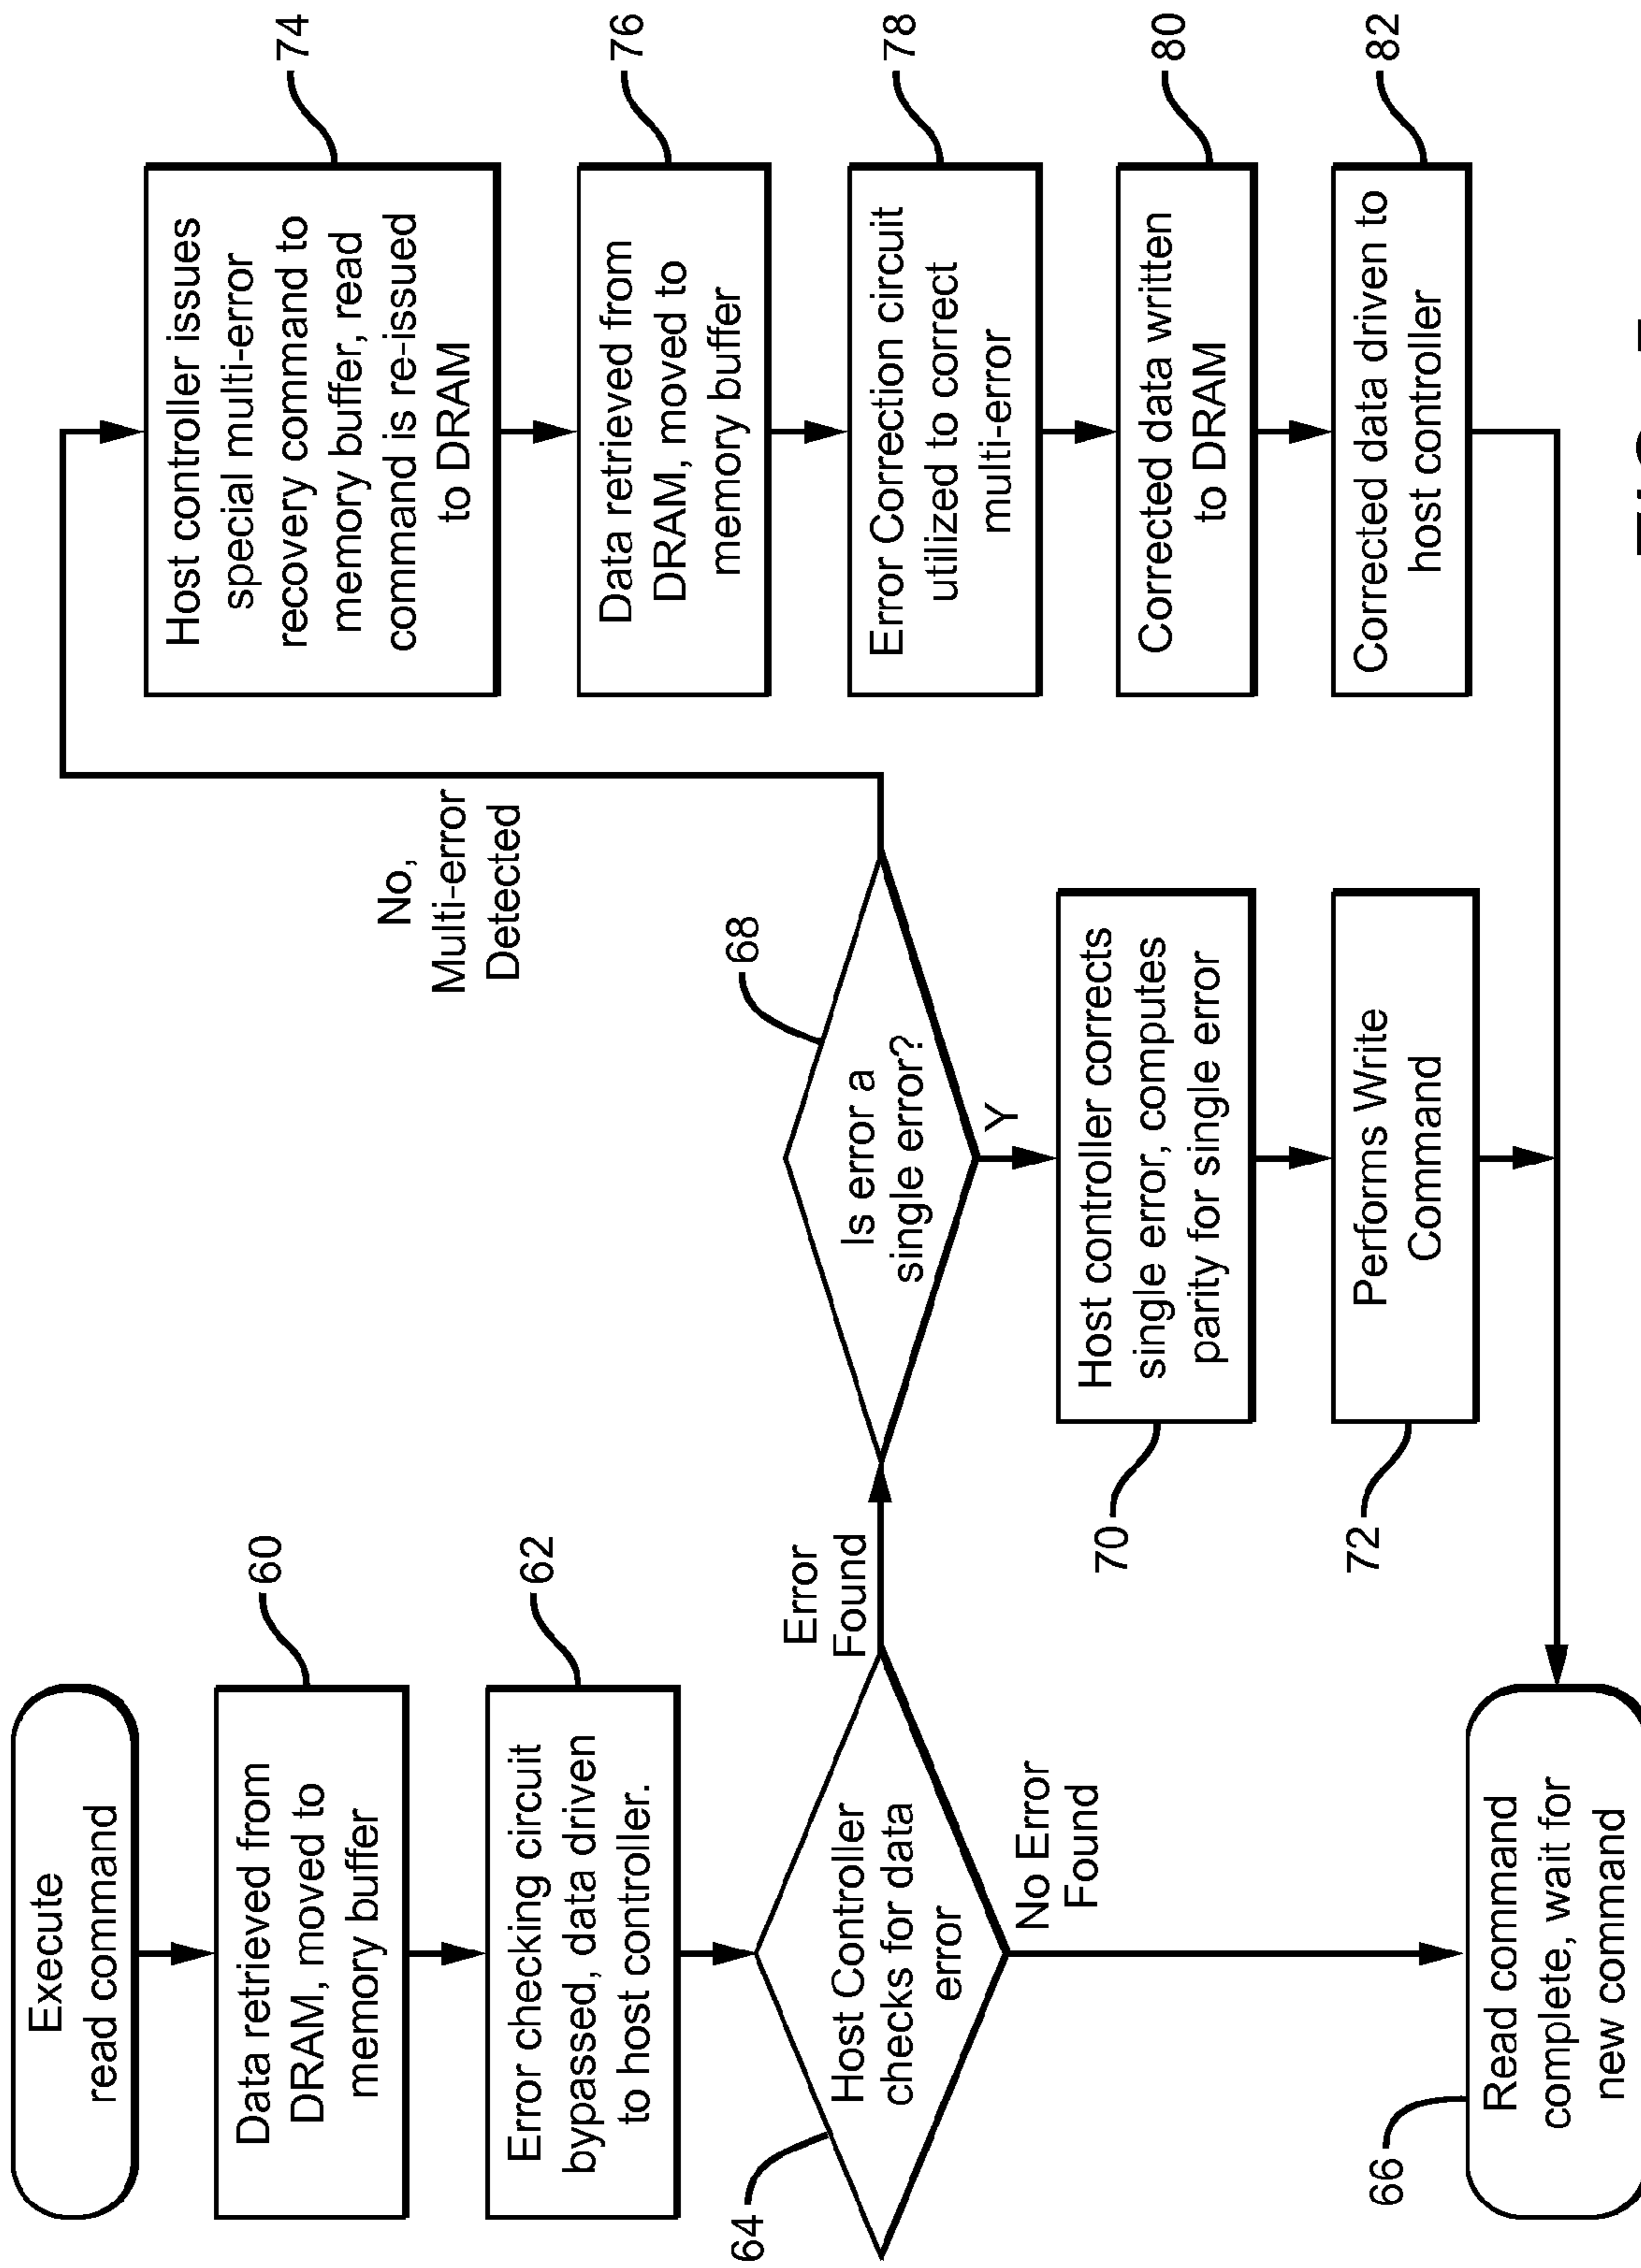 Execute
read command
Data retrieved from
DRAM, moved to
memory buffer
60
Error checking circuit
bypassed, data driven
to host controller.
62
Host Controller
checks for data
error
64
Error
Found
No Error
Found
Read command
complete, wait for
new command
66
Is error a
single error?
68
Y
No,
Multi-error
Detected
Host controller corrects
single error, computes
parity for single error
70
Performs Write
Command
72
Host controller issues
special multi-error
recovery command to
memory buffer, read
command is re-issued
to DRAM
74
Data retrieved from
DRAM, moved to
memory buffer
76
Error Correction circuit
utilized to correct
multi-error
78
Corrected data written
to DRAM
80
Corrected data driven to
host controller
82